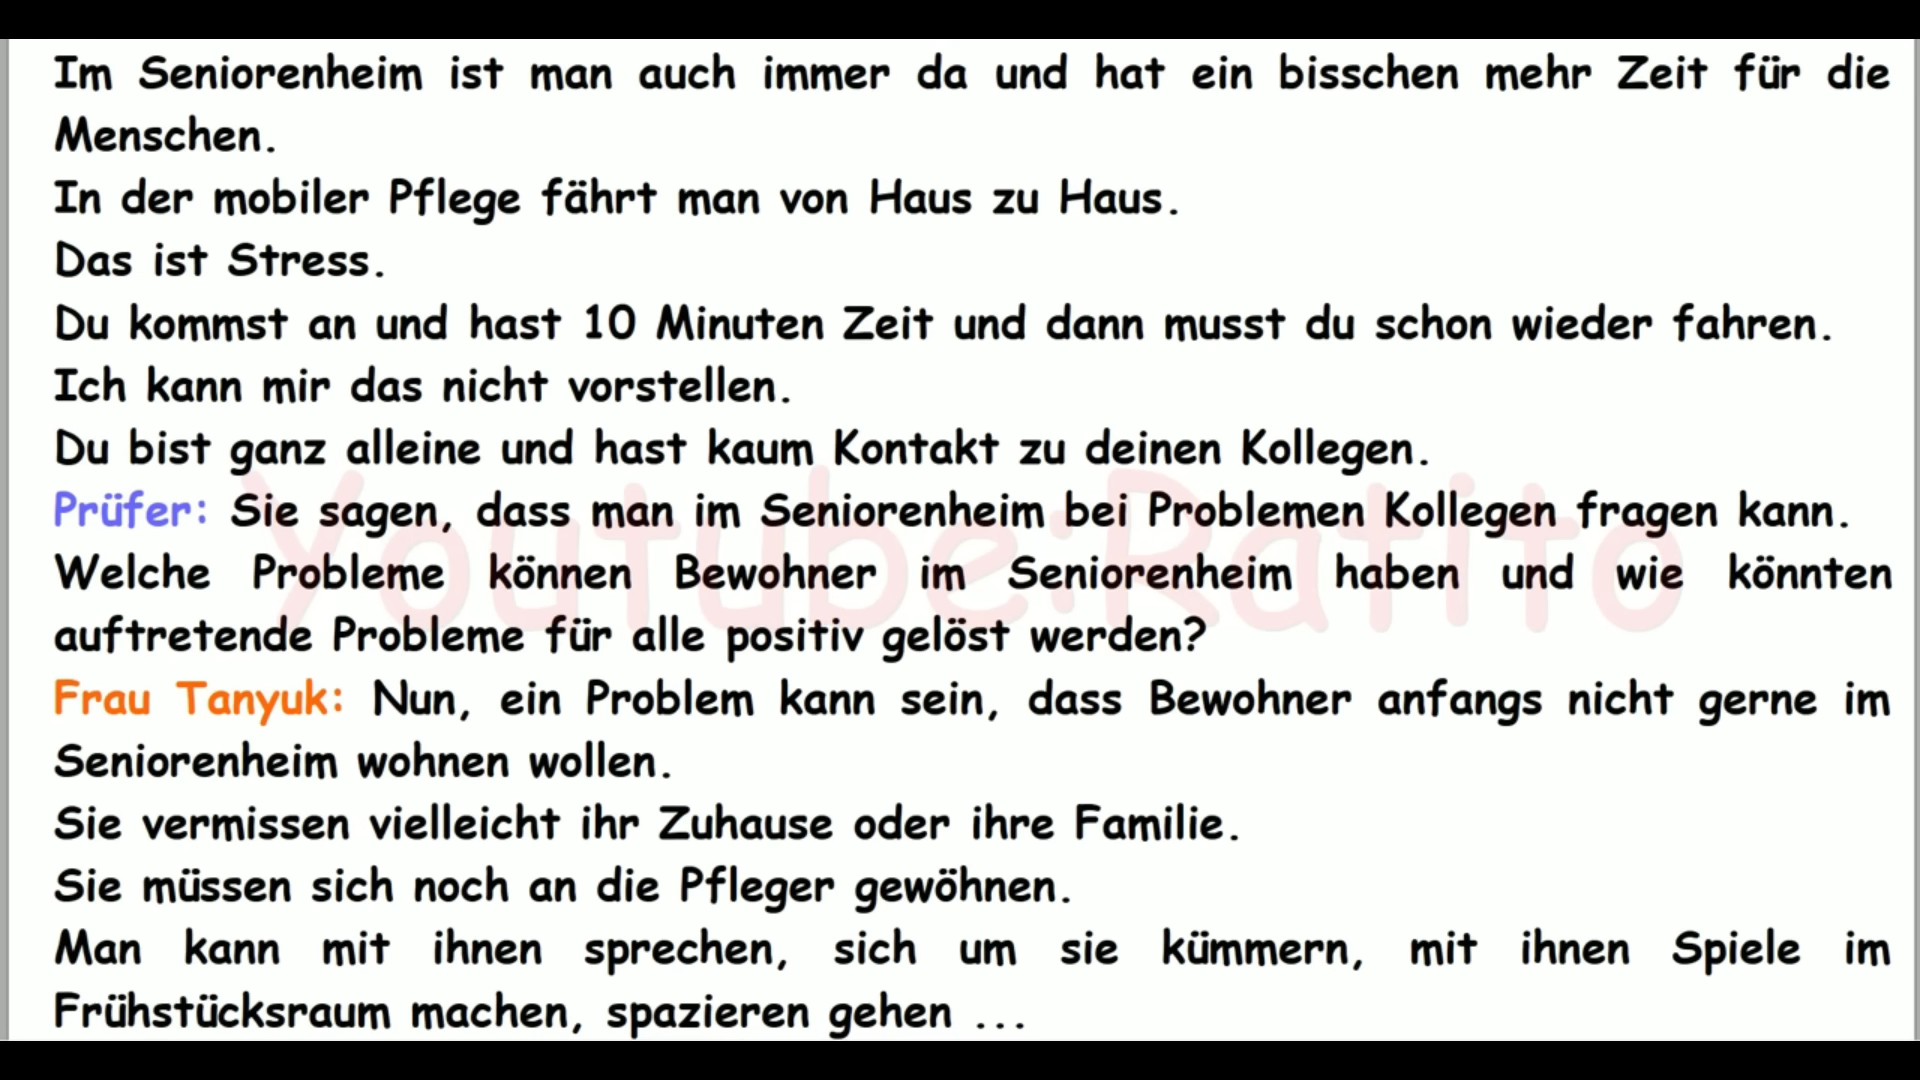 Im Seniorenheim ist man auch immer da und hat ein bisschen mehr Zeit für die
Menschen.
In der mobiler Pflege fährt man von Haus zu Haus.
Das ist Stress.
Du kommst an und hast 10 Minuten Zeit und dann musst du schon wieder fahren.
Ich kann mir das nicht vorstellen.
Du bist ganz alleine und hast kaum Kontakt zu deinen Kollegen.
Prüfer: Sie sagen, dass man im Seniorenheim bei Problemen Kollegen fragen kann.
Welche Probleme können Bewohner im Seniorenheim haben und wie könnten
auftretende Probleme für alle positiv gelöst werden?
Frau Tanyuk: Nun, ein Problem kann sein, dass Bewohner anfangs nicht gerne im
Seniorenheim wohnen wollen.
Sie vermissen vielleicht ihr Zuhause oder ihre Familie.
Sie müssen sich noch an die Pfleger gewöhnen.
Man kann mit ihnen sprechen, sich um sie kümmern, mit ihnen Spiele im
Frühstücksraum machen, spazieren gehen ...
Youtube:Ratito